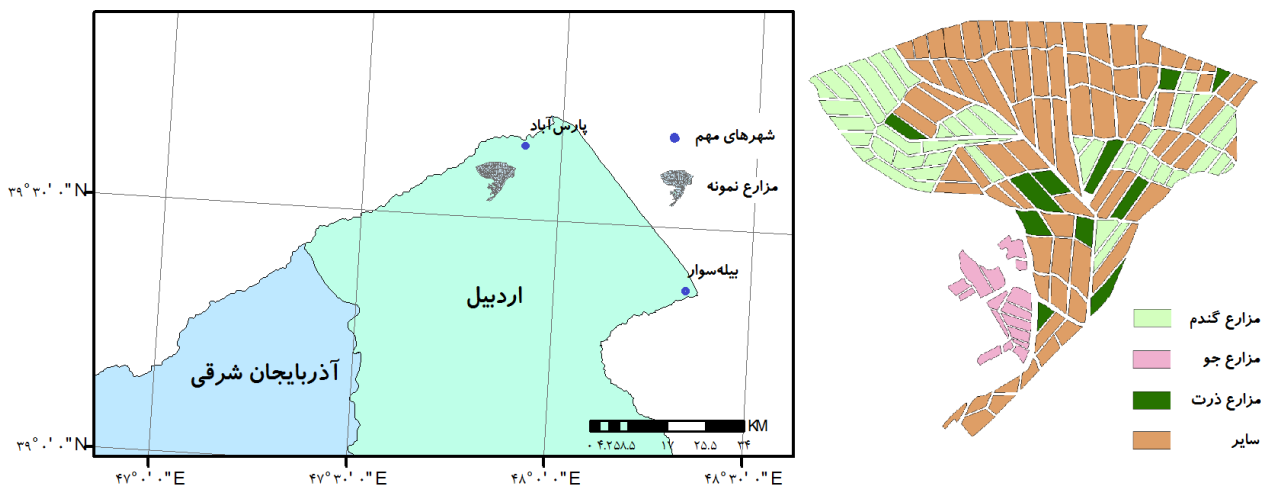 پارس‌آباد
شهرهای مهم
مزارع نمونه
بیله‌سوار
اردبیل
آذربایجان شرقی
۳۹°۳۰'۰"N
۳۹°۰'۰"N
۰ ۴.۲۵۸.۵ ۱۷ ۲۵.۵ ۳۴ KM
۴۷°۰'۰"E ۴۷°۳۰'۰"E ۴۸°۰'۰"E ۴۸°۳۰'۰"E
مزارع گندم
مزارع جو
مزارع ذرت
سایر